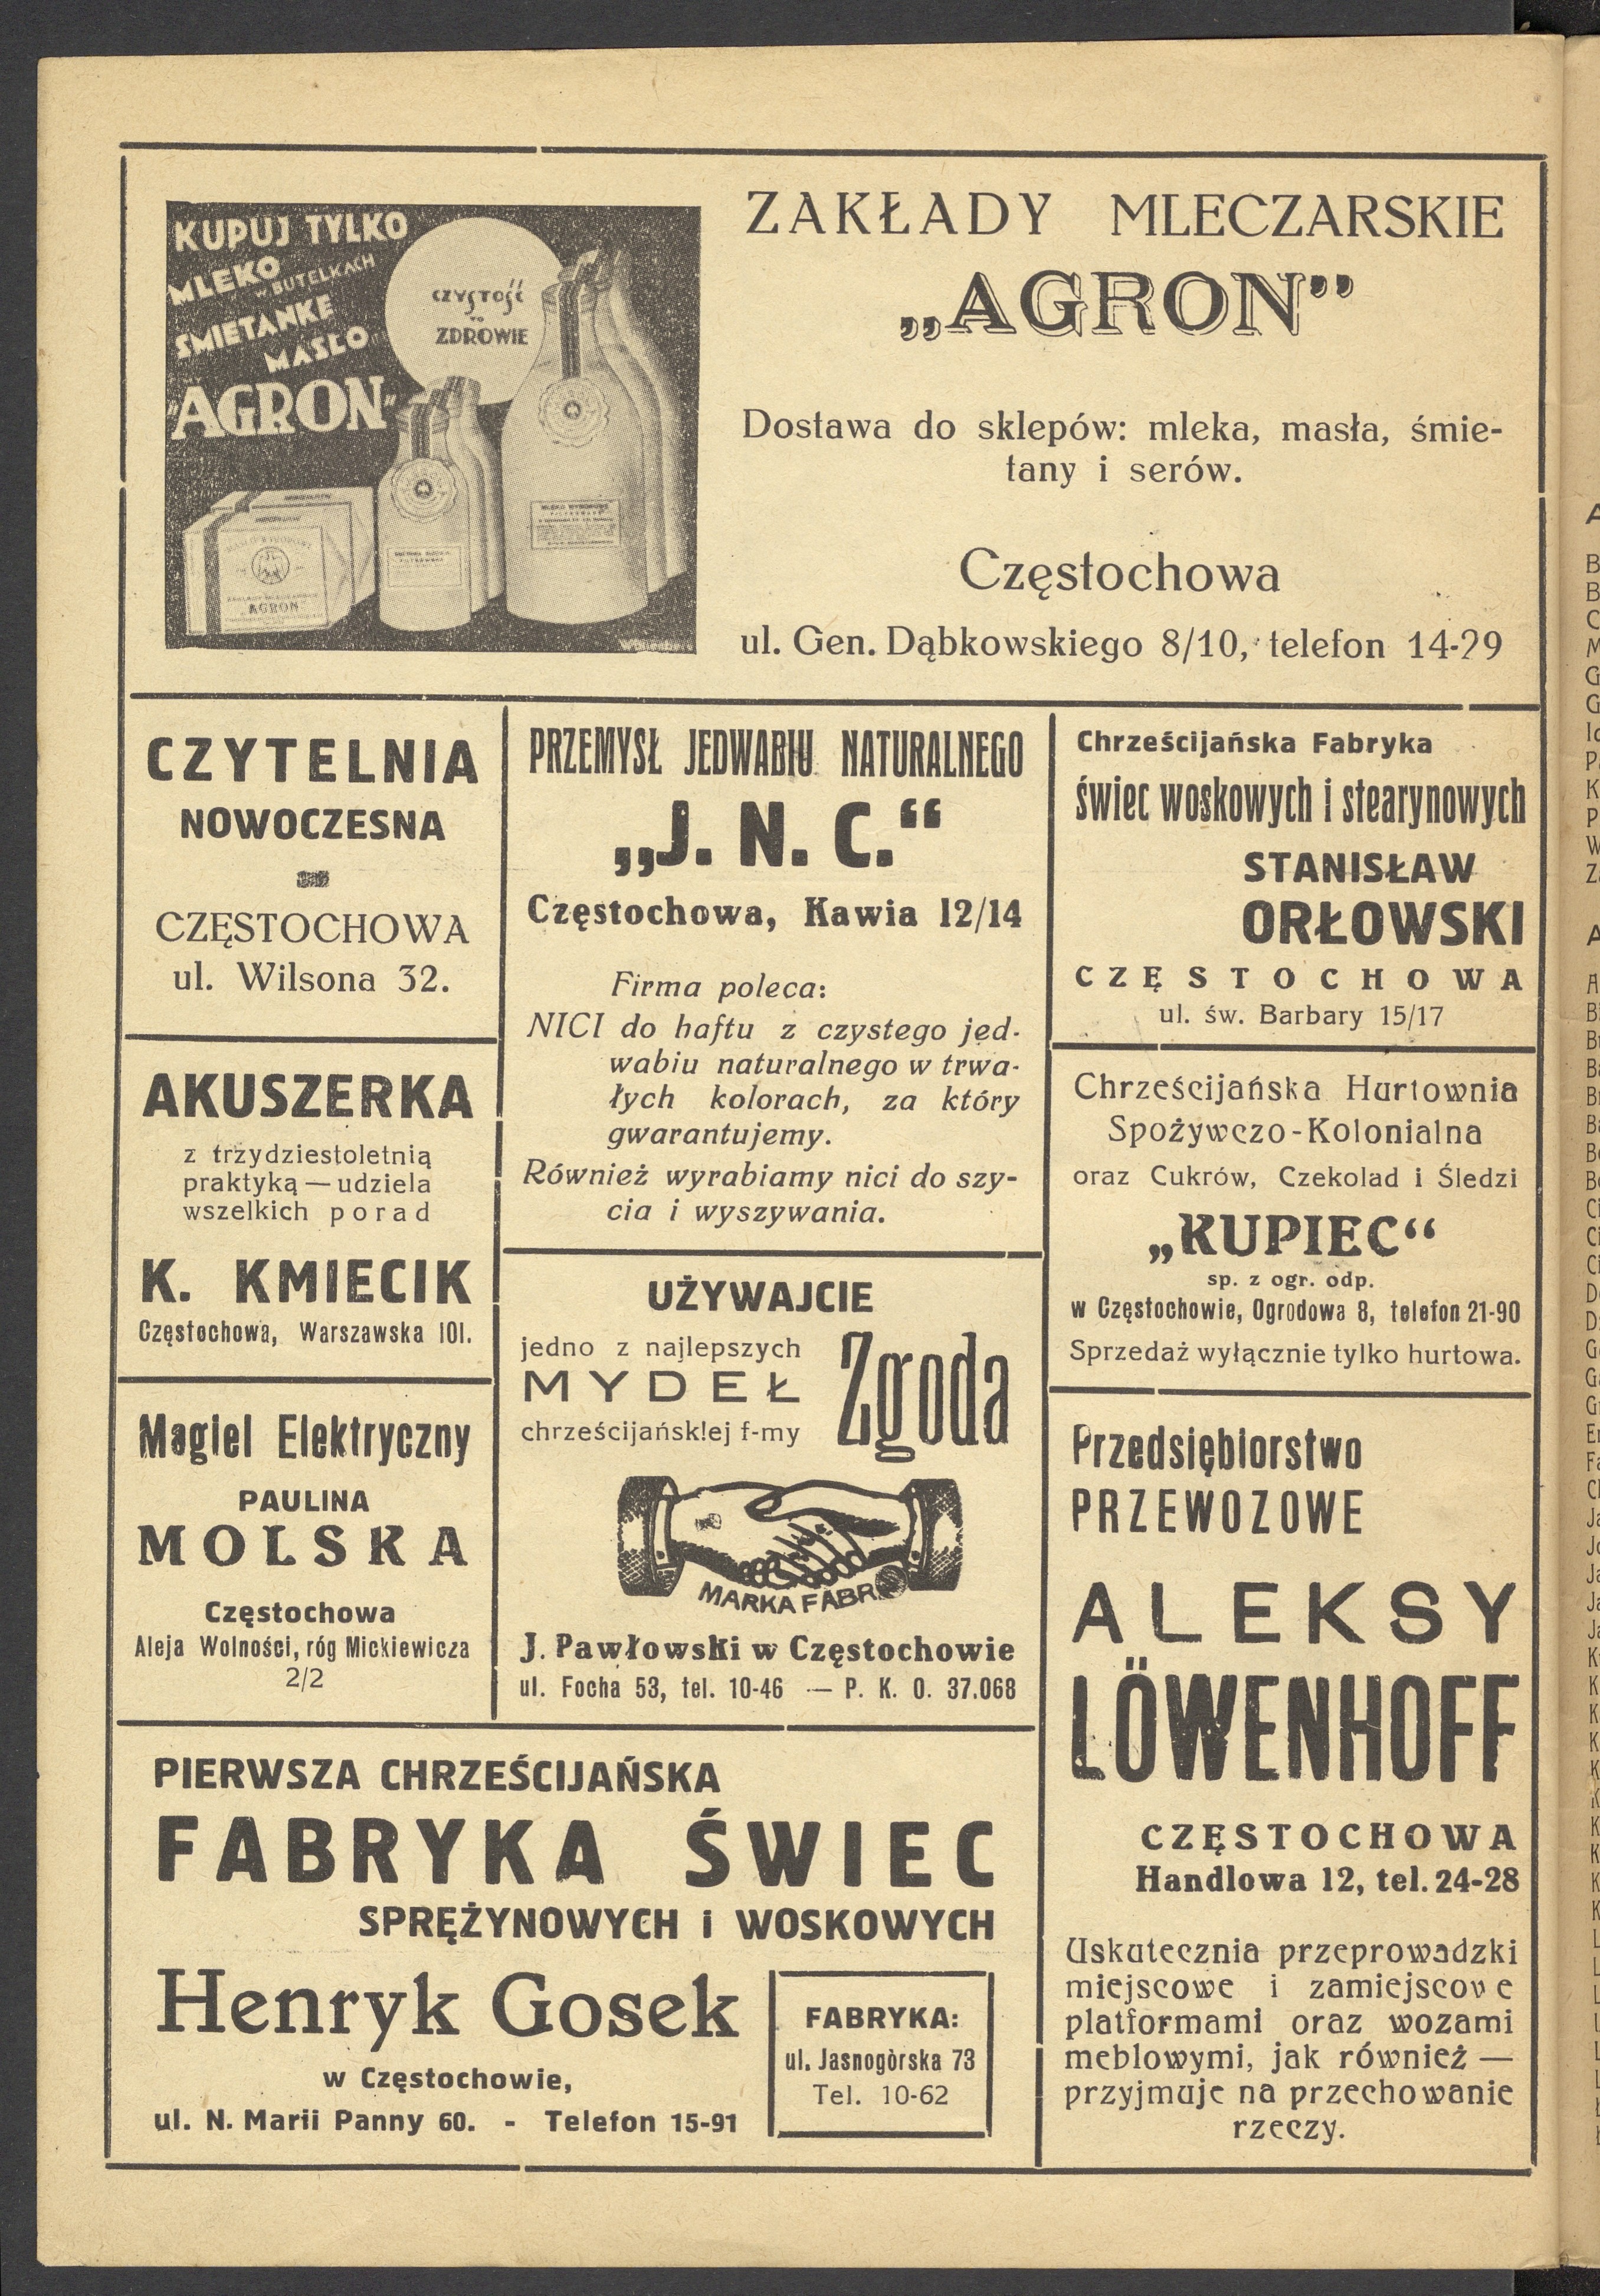 KUPUJ TYLKO
MLEKO
w BUTELKACH
ŚMIETANKĘ
MASŁO
"AGRON"
CZYSTOŚĆ
TO
ZDROWIE
AGRON
ZAKŁADY MLECZARSKIE
„AGRON”
Dostawa do sklepów: mleka, masła, śmie-
tany i serów.
Częstochowa
ul. Gen. Dąbkowskiego 8/10, telefon 14-29
CZYTELNIA
NOWOCZESNA
CZĘSTOCHOWA
ul. Wilsona 32.
AKUSZERKA
z trzydziestoletnią
praktyką — udziela
wszelkich porad
K. KMIECIK
Częstochowa, Warszawska 101.
Magiel Elektryczny
PAULINA
MOLSKA
Częstochowa
Aleja Wolności, róg Mickiewicza
2/2
PRZEMYSŁ JEDWABIU NATURALNEGO
„J. N. C.“
Częstochowa, Kawia 12/14
Firma poleca:
NICI do haftu z czystego jed-
wabiu naturalnego w trwa-
łych kolorach, za który
gwarantujemy.
Również wyrabiamy nici do szy-
cia i wyszywania.
UŻYWAJCIE
jedno z najlepszych
MYDEŁ
chrześcijańskiej f-my
Zgoda
MARKA FABR
J. Pawłowski w Częstochowie
ul. Focha 53, tel. 10-46 — P. K. O. 37.068
Chrześcijańska Fabryka
świec woskowych i stearynowych
STANISŁAW
ORŁOWSKI
CZĘSTOCHOWA
ul. św. Barbary 15/17
Chrześcijańska Hurtownia
Spożywczo-Kolonialna
oraz Cukrów, Czekolad i Śledzi
„KUPIEC“
sp. z ogr. odp.
w Częstochowie, Ogrodowa 8, telefon 21-90
Sprzedaż wyłącznie tylko hurtowa.
Przedsiębiorstwo
PRZEWOZOWE
ALEKSY
LÖWENHOFF
CZĘSTOCHOWA
Handlowa 12, tel. 24-28
Uskutecznia przeprowadzki
miejscowe i zamiejscowe
platformami oraz wozami
meblowymi, jak również —
przyjmuje na przechowanie
rzeczy.
PIERWSZA CHRZEŚCIJAŃSKA
FABRYKA ŚWIEC
SPRĘŻYNOWYCH i WOSKOWYCH
Henryk Gosek
w Częstochowie,
ul. N. Marii Panny 60. - Telefon 15-91
FABRYKA:
ul. Jasnogòrska 73
Tel. 10-62